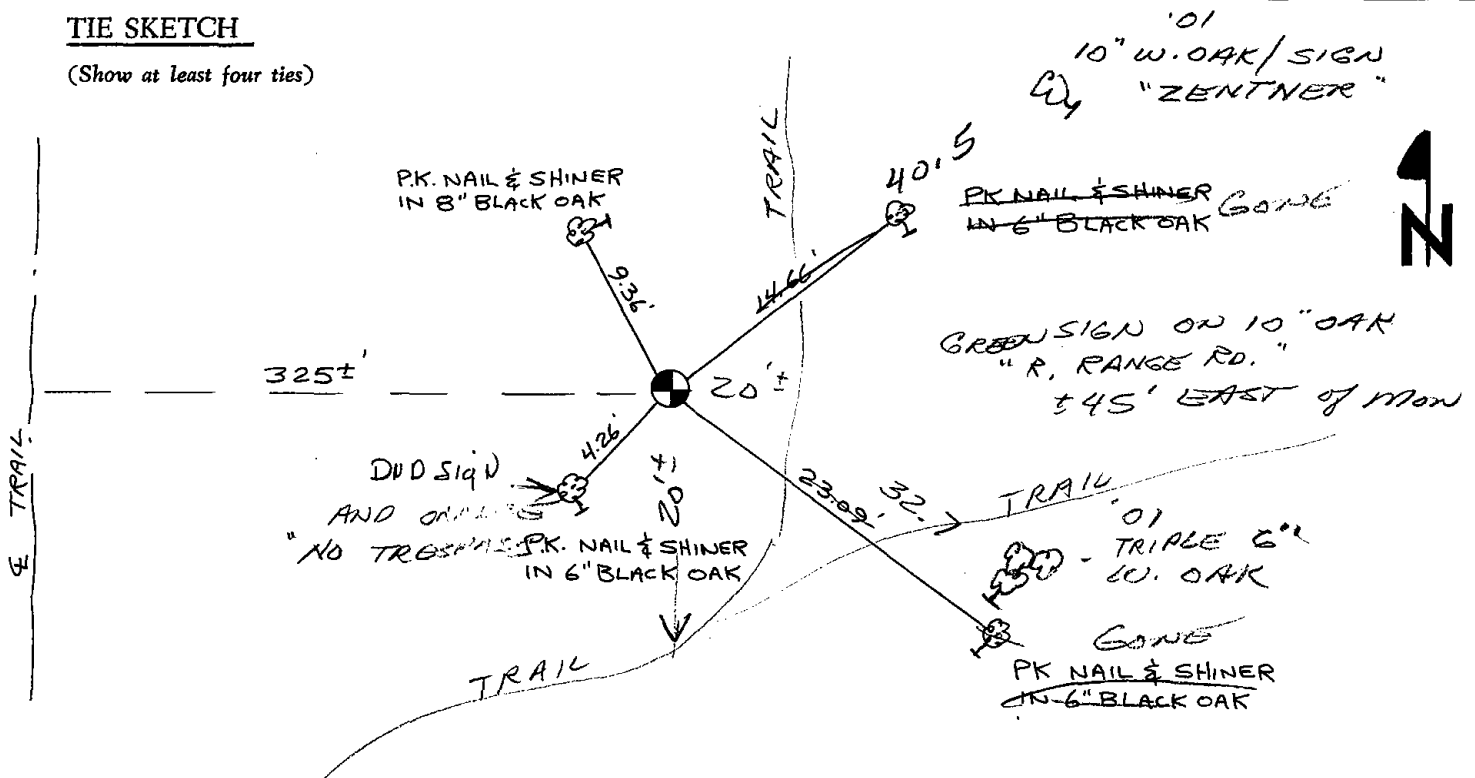 TIE SKETCH
(Show at least four ties)
'01
10" W. OAK / SIGN
"ZENTNER"
TRAIL
P.K. NAIL & SHINER
IN 8" BLACK OAK
40.5
PK NAIL & SHINER
IN 6" BLACK OAK
GONE
N
9.36'
14.66'
GREEN SIGN ON 10" OAK
"R. RANGE RD."
±45' EAST of MON
325±'
20'±
℄ TRAIL
4.26'
DUD SIGN
AND
"NO
P.K. NAIL & SHINER
IN 6" BLACK OAK
20'±
23.09'
32.
TRAIL
'01
TRIPLE 6"
W. OAK
GONE
PK NAIL & SHINER
IN 6" BLACK OAK
TRAIL